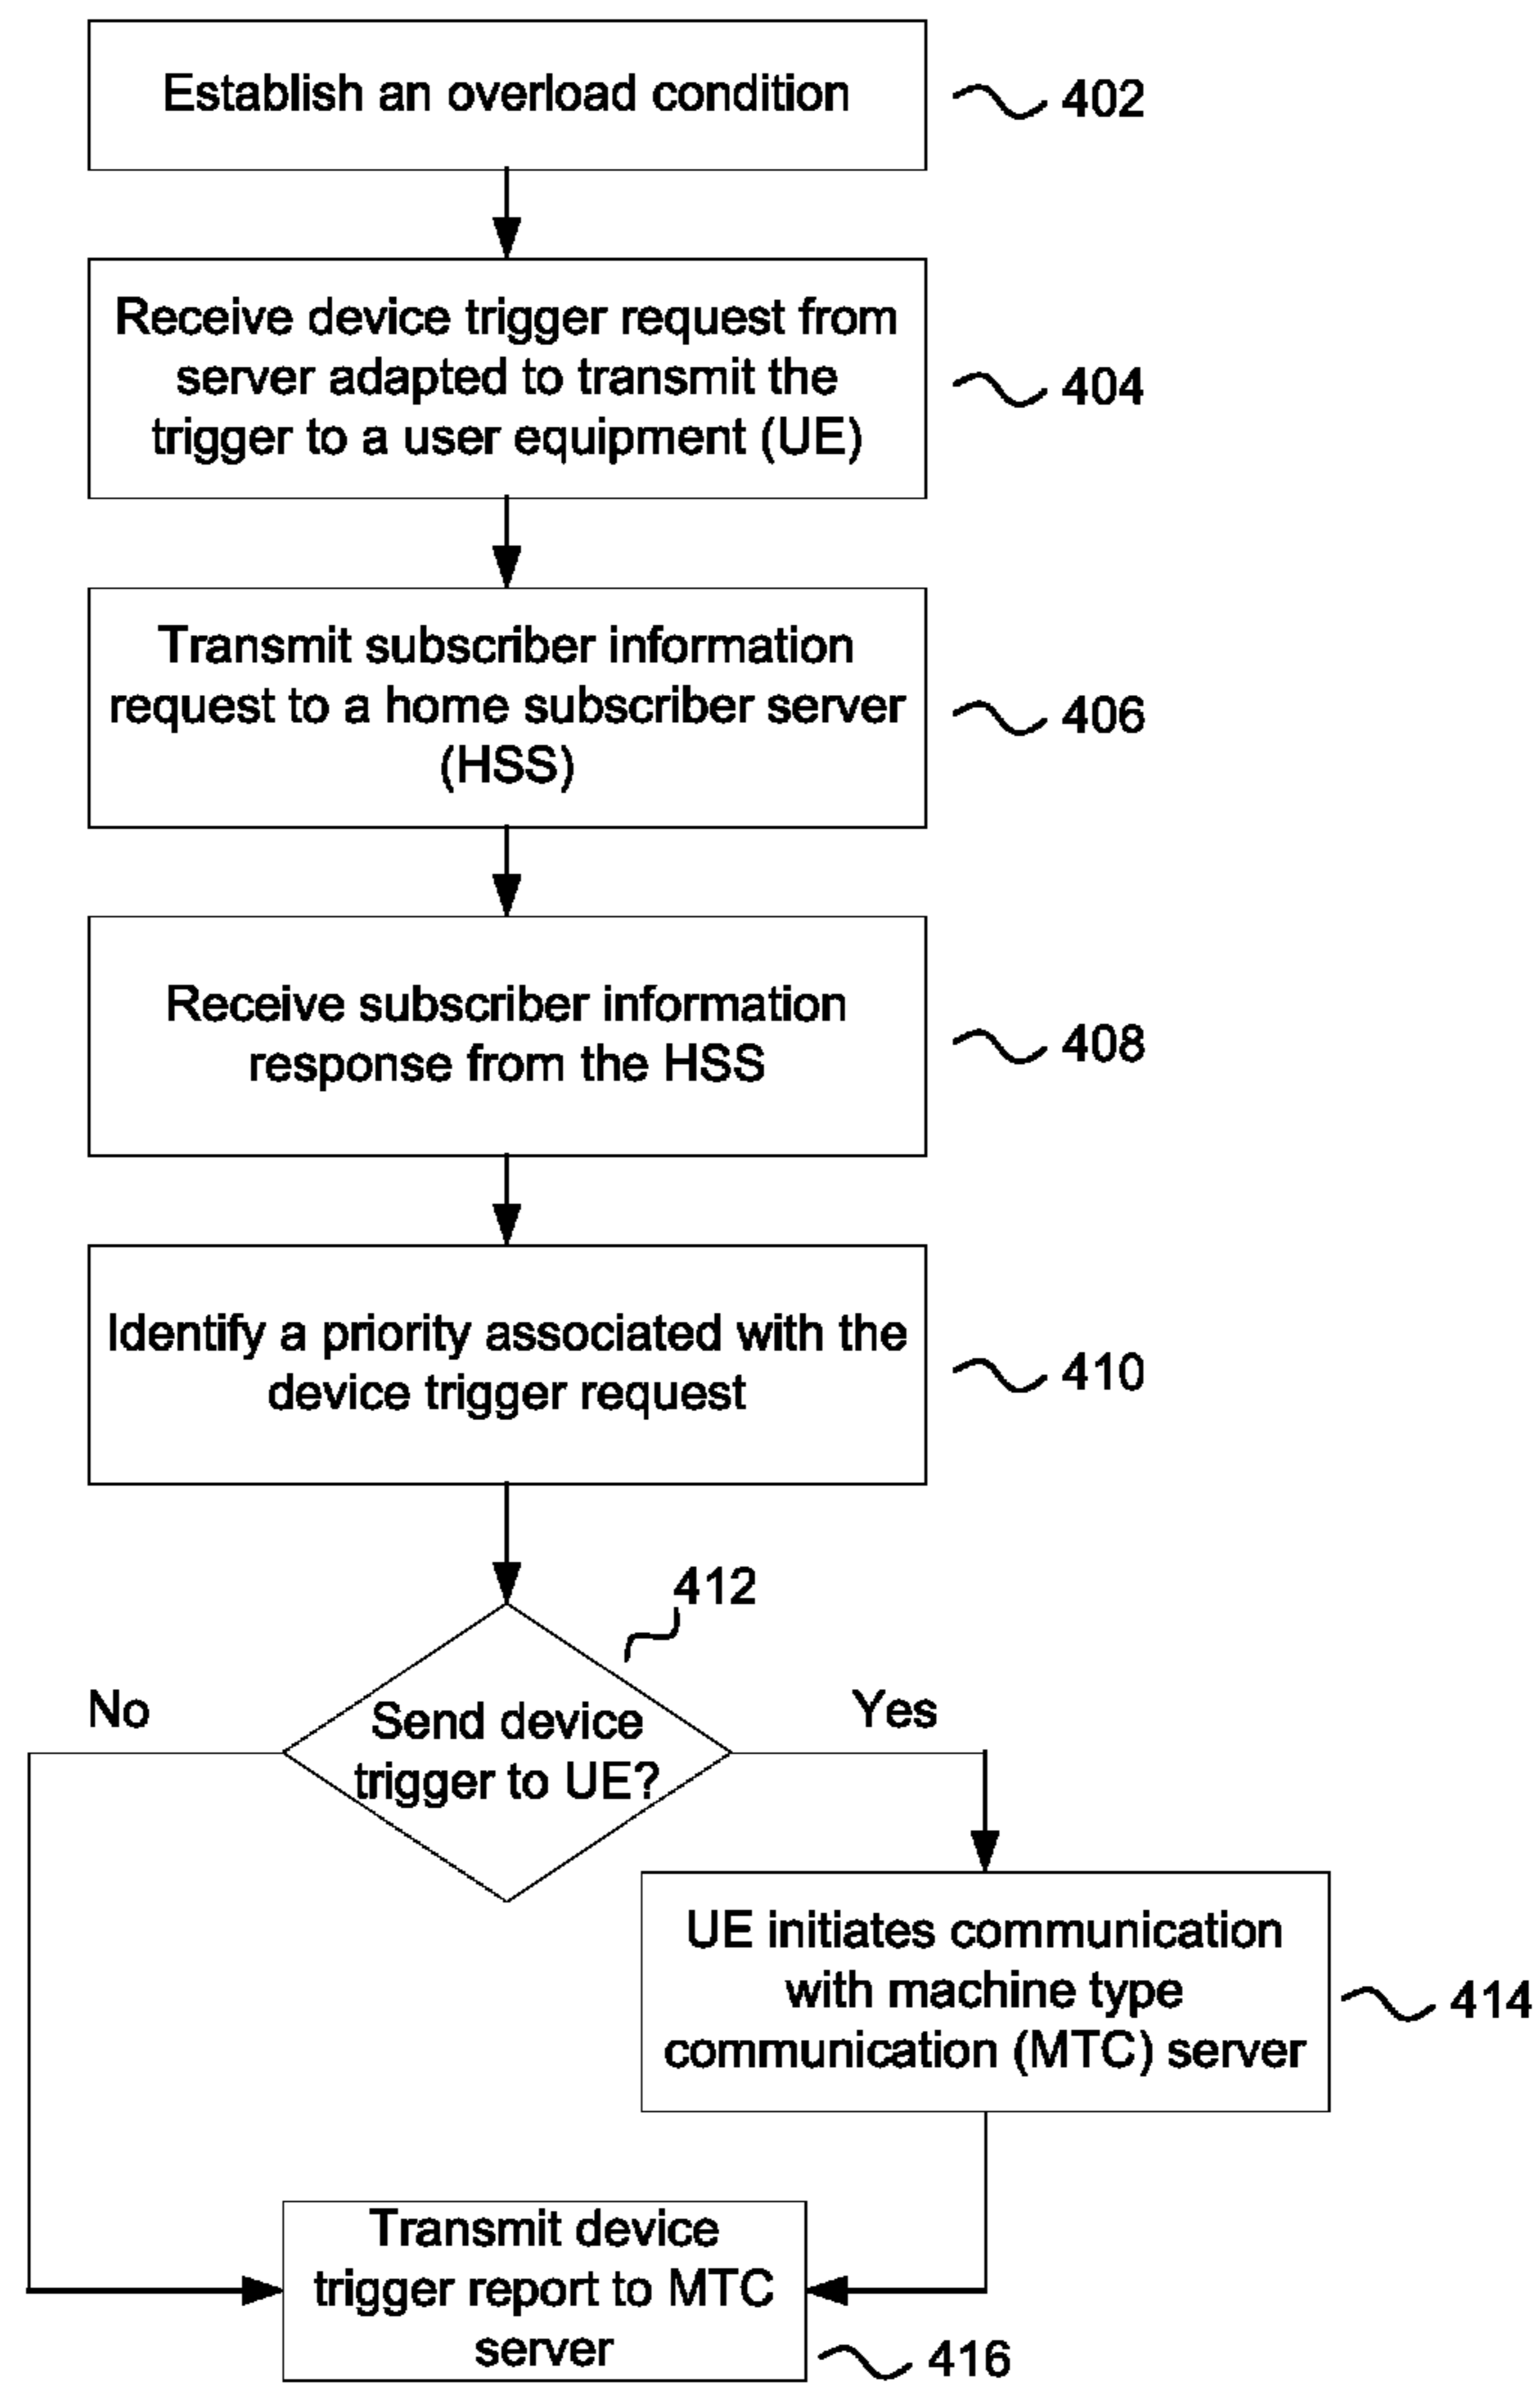 Establish an overload condition
402
Receive device trigger request from
server adapted to transmit the
trigger to a user equipment (UE)
404
Transmit subscriber information
request to a home subscriber server
(HSS)
406
Receive subscriber information
response from the HSS
408
Identify a priority associated with the
device trigger request
410
412
No
Send device
trigger to UE?
Yes
UE initiates communication
with machine type
communication (MTC) server
414
Transmit device
trigger report to MTC
server
416